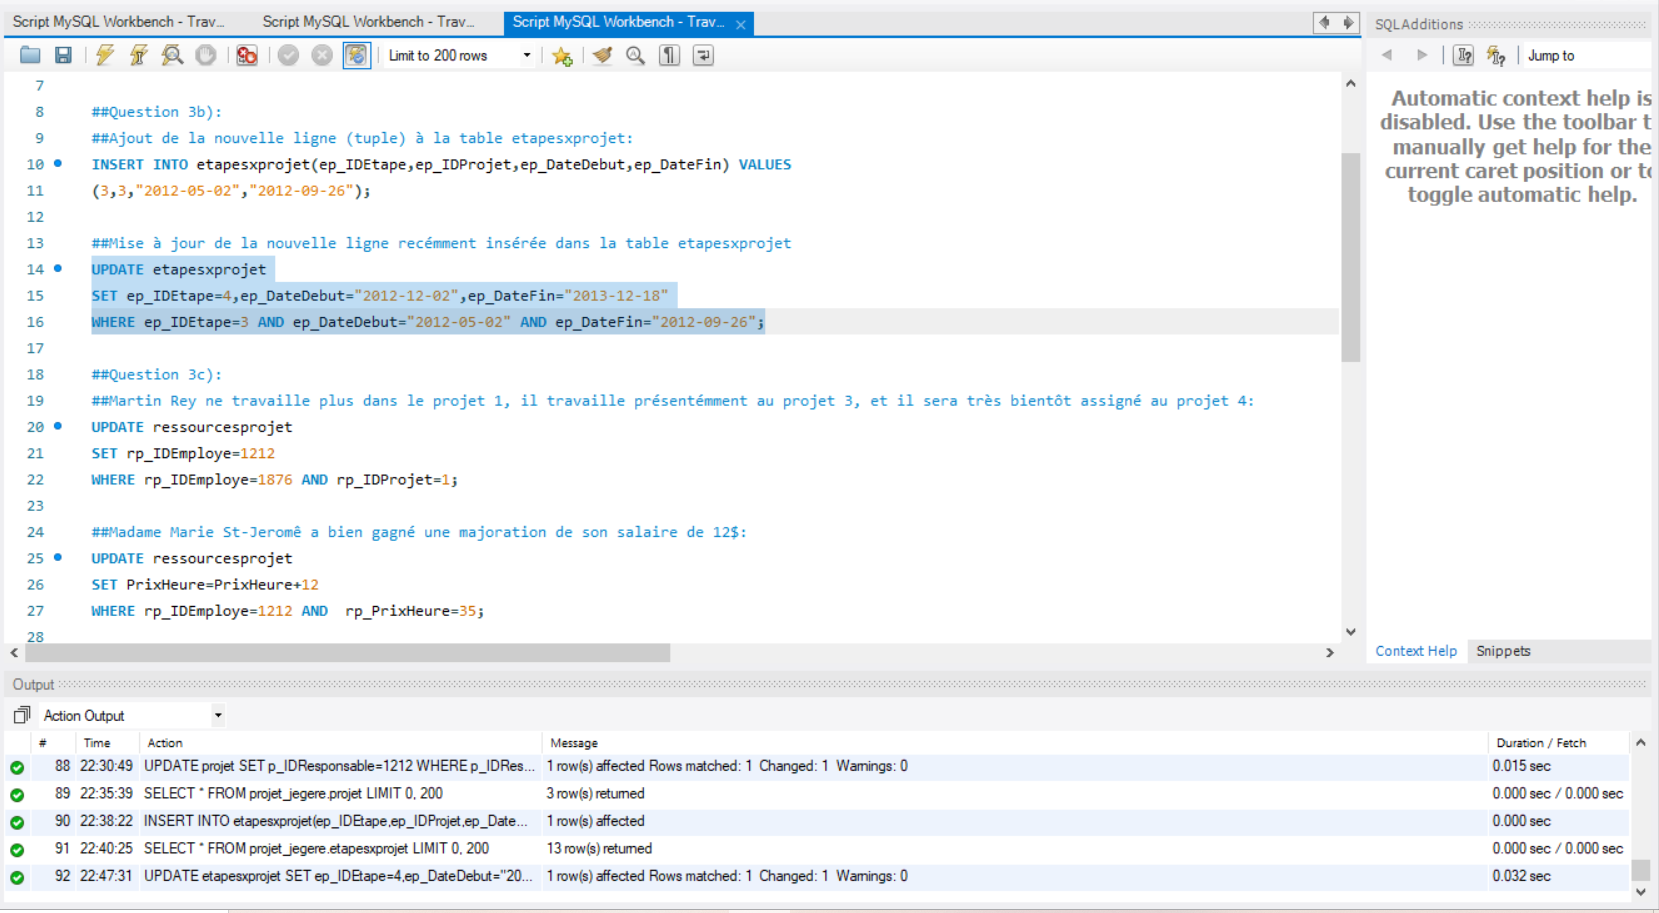 Script MySQL Workbench - Trav... Script MySQL Workbench - Trav... Script MySQL Workbench - Trav... × SQLAdditions
Limit to 200 rows Jump to
7
8 ##Question 3b):
9 ##Ajout de la nouvelle ligne (tuple) à la table etapesxprojet:
10 INSERT INTO etapesxprojet(ep_IDEtape,ep_IDProjet,ep_DateDebut,ep_DateFin) VALUES
11 (3,3,"2012-05-02","2012-09-26");
12
13 ##Mise à jour de la nouvelle ligne recémment insérée dans la table etapesxprojet
14 UPDATE etapesxprojet
15 SET ep_IDEtape=4,ep_DateDebut="2012-12-02",ep_DateFin="2013-12-18"
16 WHERE ep_IDEtape=3 AND ep_DateDebut="2012-05-02" AND ep_DateFin="2012-09-26";
17
18 ##Question 3c):
19 ##Martin Rey ne travaille plus dans le projet 1, il travaille présentémment au projet 3, et il sera très bientôt assigné au projet 4:
20 UPDATE ressourcesprojet
21 SET rp_IDEmploye=1212
22 WHERE rp_IDEmploye=1876 AND rp_IDProjet=1;
23
24 ##Madame Marie St-Jeromê a bien gagné une majoration de son salaire de 12$:
25 UPDATE ressourcesprojet
26 SET PrixHeure=PrixHeure+12
27 WHERE rp_IDEmploye=1212 AND rp_PrixHeure=35;
28
Automatic context help is
disabled. Use the toolbar t
manually get help for the
current caret position or to
toggle automatic help.
Context Help Snippets
Output
Action Output
# Time Action Message Duration / Fetch
88 22:30:49 UPDATE projet SET p_IDResponsable=1212 WHERE p_IDRes... 1 row(s) affected Rows matched: 1 Changed: 1 Warnings: 0 0.015 sec
89 22:35:39 SELECT * FROM projet_jegere.projet LIMIT 0, 200 3 row(s) returned 0.000 sec / 0.000 sec
90 22:38:22 INSERT INTO etapesxprojet(ep_IDEtape,ep_IDProjet,ep_Date... 1 row(s) affected 0.000 sec
91 22:40:25 SELECT * FROM projet_jegere.etapesxprojet LIMIT 0, 200 13 row(s) returned 0.000 sec / 0.000 sec
92 22:47:31 UPDATE etapesxprojet SET ep_IDEtape=4,ep_DateDebut="20... 1 row(s) affected Rows matched: 1 Changed: 1 Warnings: 0 0.032 sec